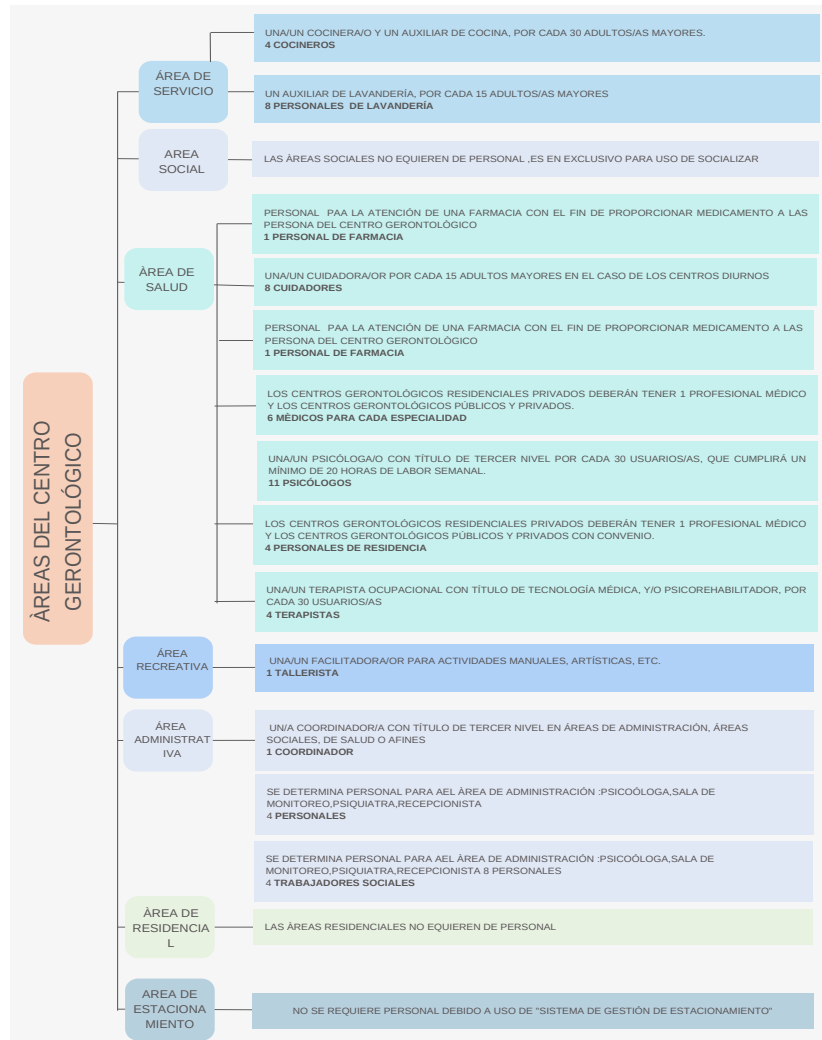 ÀREAS DEL CENTRO
GERONTOLÓGICO
ÁREA DE
SERVICIO
UNA/UN COCINERA/O Y UN AUXILIAR DE COCINA, POR CADA 30 ADULTOS/AS MAYORES.
4 COCINEROS
UN AUXILIAR DE LAVANDERÍA, POR CADA 15 ADULTOS/AS MAYORES
8 PERSONALES DE LAVANDERÍA
AREA
SOCIAL
LAS ÀREAS SOCIALES NO EQUIEREN DE PERSONAL ,ES EN EXCLUSIVO PARA USO DE SOCIALIZAR
ÀREA DE
SALUD
PERSONAL PAA LA ATENCIÓN DE UNA FARMACIA CON EL FIN DE PROPORCIONAR MEDICAMENTO A LAS
PERSONA DEL CENTRO GERONTOLÓGICO
1 PERSONAL DE FARMACIA
UNA/UN CUIDADORA/OR POR CADA 15 ADULTOS MAYORES EN EL CASO DE LOS CENTROS DIURNOS
8 CUIDADORES
PERSONAL PAA LA ATENCIÓN DE UNA FARMACIA CON EL FIN DE PROPORCIONAR MEDICAMENTO A LAS
PERSONA DEL CENTRO GERONTOLÓGICO
1 PERSONAL DE FARMACIA
LOS CENTROS GERONTOLÓGICOS RESIDENCIALES PRIVADOS DEBERÁN TENER 1 PROFESIONAL MÉDICO
Y LOS CENTROS GERONTOLÓGICOS PÚBLICOS Y PRIVADOS.
6 MÈDICOS PARA CADA ESPECIALIDAD
UNA/UN PSICÓLOGA/O CON TÍTULO DE TERCER NIVEL POR CADA 30 USUARIOS/AS, QUE CUMPLIRÁ UN
MÍNIMO DE 20 HORAS DE LABOR SEMANAL.
11 PSICÓLOGOS
LOS CENTROS GERONTOLÓGICOS RESIDENCIALES PRIVADOS DEBERÁN TENER 1 PROFESIONAL MÉDICO
Y LOS CENTROS GERONTOLÓGICOS PÚBLICOS Y PRIVADOS CON CONVENIO.
4 PERSONALES DE RESIDENCIA
UNA/UN TERAPISTA OCUPACIONAL CON TÍTULO DE TECNOLOGÍA MÉDICA, Y/O PSICOREHABILITADOR, POR
CADA 30 USUARIOS/AS
4 TERAPISTAS
ÁREA
RECREATIVA
UNA/UN FACILITADORA/OR PARA ACTIVIDADES MANUALES, ARTÍSTICAS, ETC.
1 TALLERISTA
ÁREA
ADMINISTRAT
IVA
UN/A COORDINADOR/A CON TÍTULO DE TERCER NIVEL EN ÁREAS DE ADMINISTRACIÓN, ÁREAS
SOCIALES, DE SALUD O AFINES
1 COORDINADOR
SE DETERMINA PERSONAL PARA AEL ÀREA DE ADMINISTRACIÓN :PSICOÓLOGA,SALA DE
MONITOREO,PSIQUIATRA,RECEPCIONISTA
4 PERSONALES
SE DETERMINA PERSONAL PARA AEL ÀREA DE ADMINISTRACIÓN :PSICOÓLOGA,SALA DE
MONITOREO,PSIQUIATRA,RECEPCIONISTA 8 PERSONALES
4 TRABAJADORES SOCIALES
ÀREA DE
RESIDENCIA
L
LAS ÀREAS RESIDENCIALES NO EQUIEREN DE PERSONAL
AREA DE
ESTACIONA
MIENTO
NO SE REQUIERE PERSONAL DEBIDO A USO DE "SISTEMA DE GESTIÓN DE ESTACIONAMIENTO"